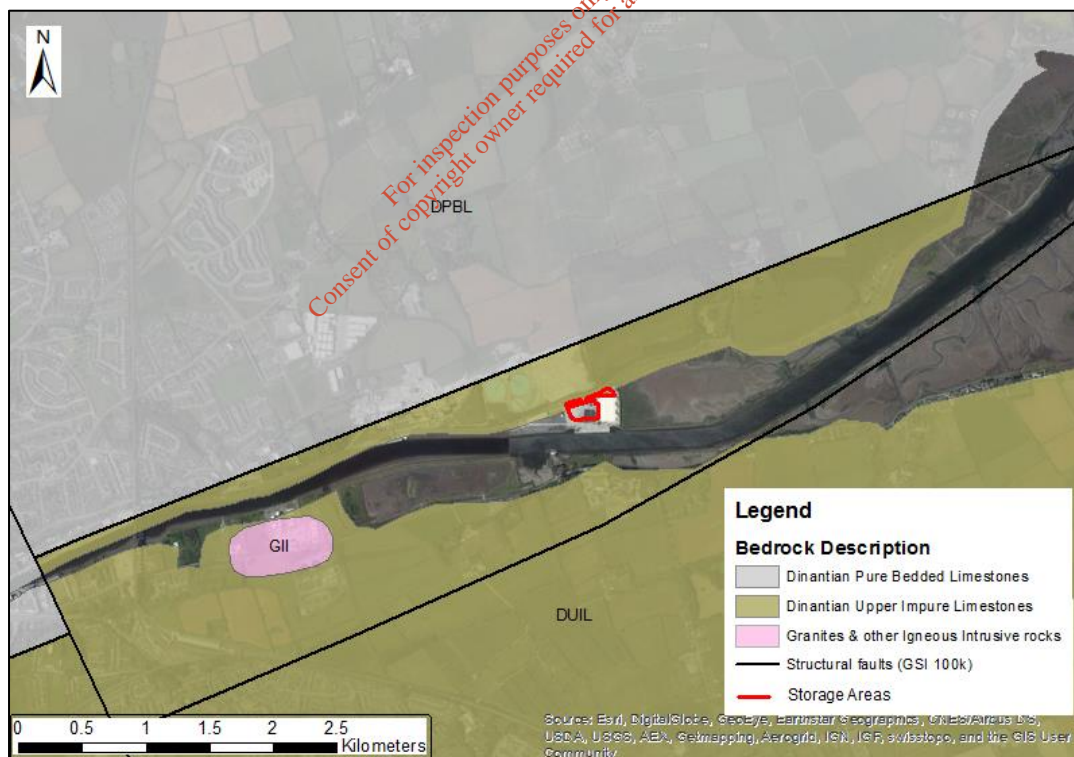 N
For inspection purposes only
Consent of copyright owner required for a
DPBL
GII
DUIL
Legend
Bedrock Description
Dinantian Pure Bedded Limestones
Dinantian Upper Impure Limestones
Granites & other Igneous Intrusive rocks
Structural faults (GSI 100k)
Storage Areas
0 0.5 1 1.5 2 2.5
Kilometers
Source: Esri, DigitalGlobe, GeoEye, Earthstar Geographics, CNES/Airbus DS,
USDA, USGS, AEX, Getmapping, Aerogrid, IGN, IGP, swisstopo, and the GIS User
Community